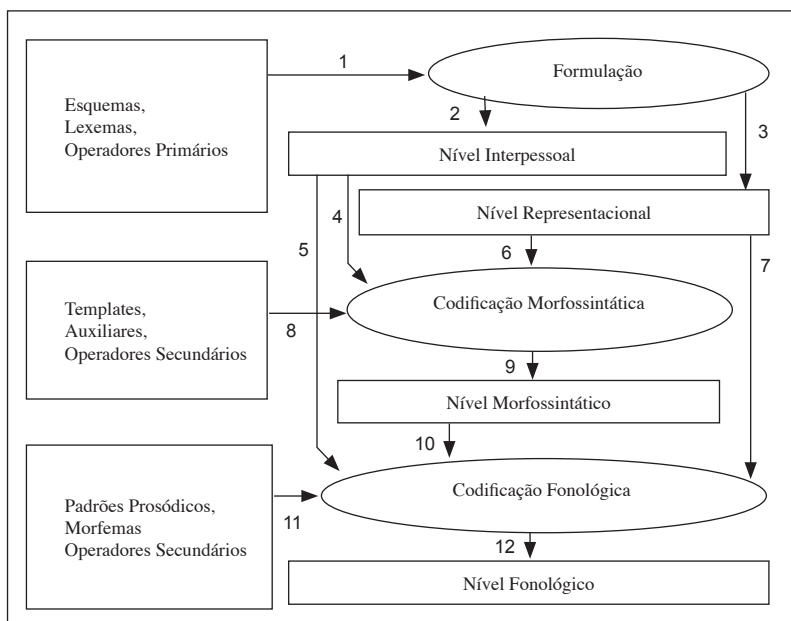 1
Formulação
Esquemas,
Lexemas,
Operadores Primários
2
3
Nível Interpessoal
4
Nível Representacional
5
6
7
Templates,
Auxiliares,
Operadores Secundários
8
Codificação Morfossintática
9
Nível Morfossintático
10
Padrões Prosódicos,
Morfemas
Operadores Secundários
11
Codificação Fonológica
12
Nível Fonológico